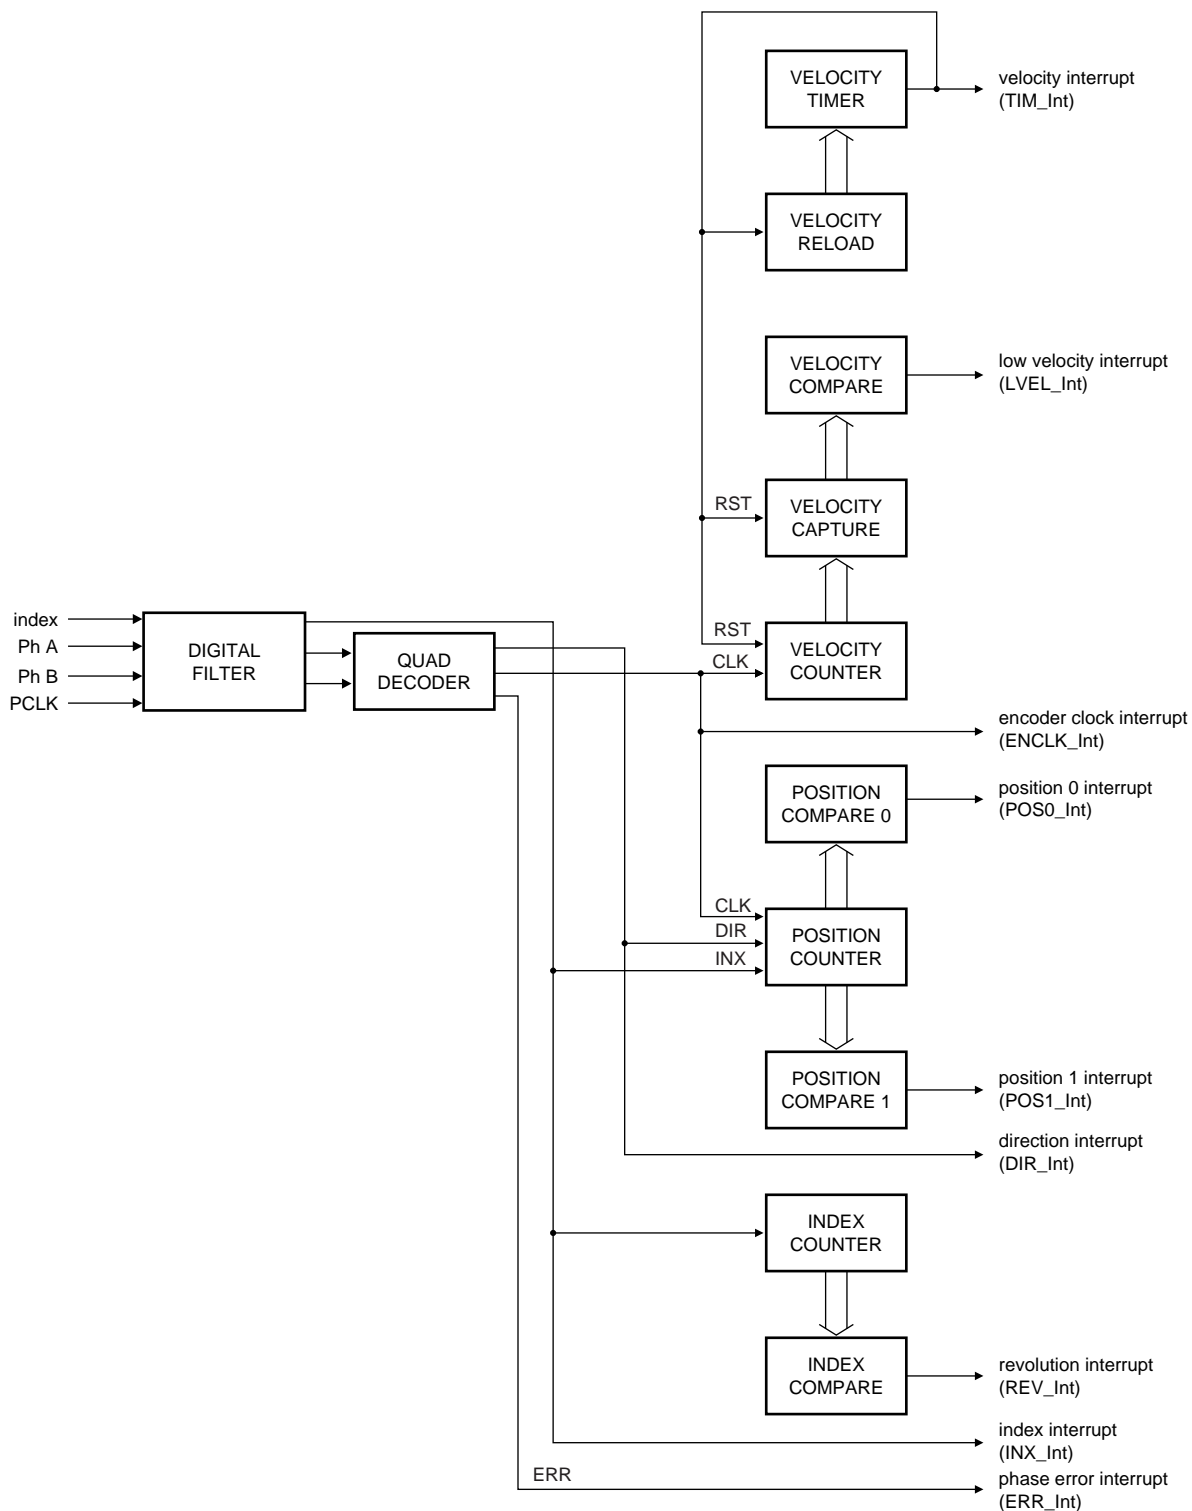 VELOCITY
TIMER
velocity interrupt
(TIM_Int)
VELOCITY
RELOAD
VELOCITY
COMPARE
low velocity interrupt
(LVEL_Int)
RST
VELOCITY
CAPTURE
index
Ph A
Ph B
PCLK
DIGITAL
FILTER
QUAD
DECODER
RST
CLK
VELOCITY
COUNTER
encoder clock interrupt
(ENCLK_Int)
POSITION
COMPARE 0
position 0 interrupt
(POS0_Int)
CLK
DIR
INX
POSITION
COUNTER
POSITION
COMPARE 1
position 1 interrupt
(POS1_Int)
direction interrupt
(DIR_Int)
INDEX
COUNTER
INDEX
COMPARE
revolution interrupt
(REV_Int)
index interrupt
(INX_Int)
ERR
phase error interrupt
(ERR_Int)